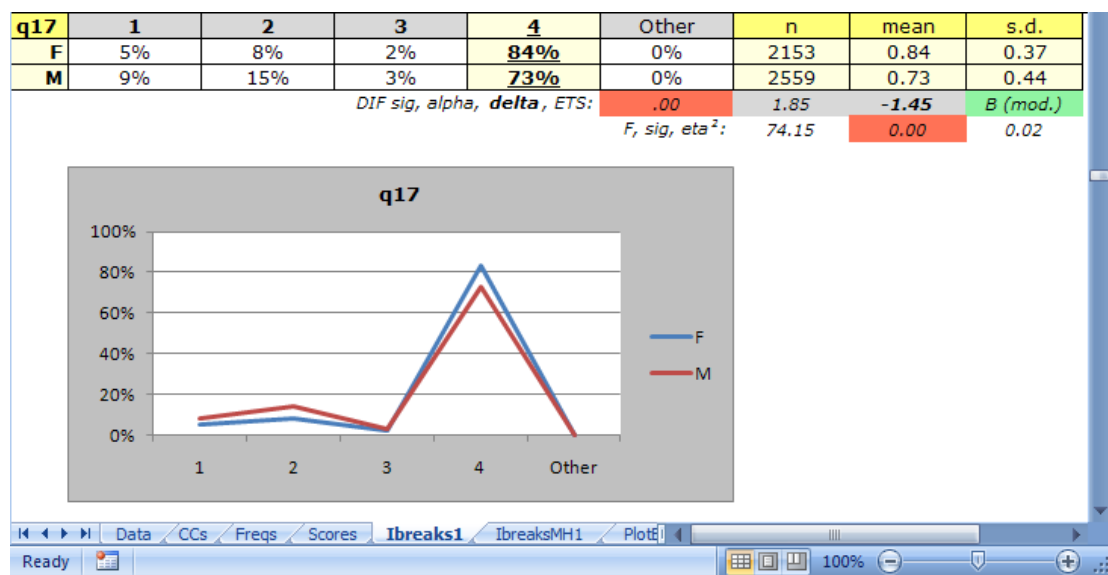 q17 1 2 3 4 Other n mean s.d.
F 5% 8% 2% 84% 0% 2153 0.84 0.37
M 9% 15% 3% 73% 0% 2559 0.73 0.44
DIF sig, alpha, delta, ETS: .00 1.85 -1.45 B (mod.)
F, sig, eta²: 74.15 0.00 0.02
q17
100%
80%
60%
40%
20%
0%
F
M
1 2 3 4 Other
Data CCs Freqs Scores Ibreaks1 IbreaksMH1
Ready 100%